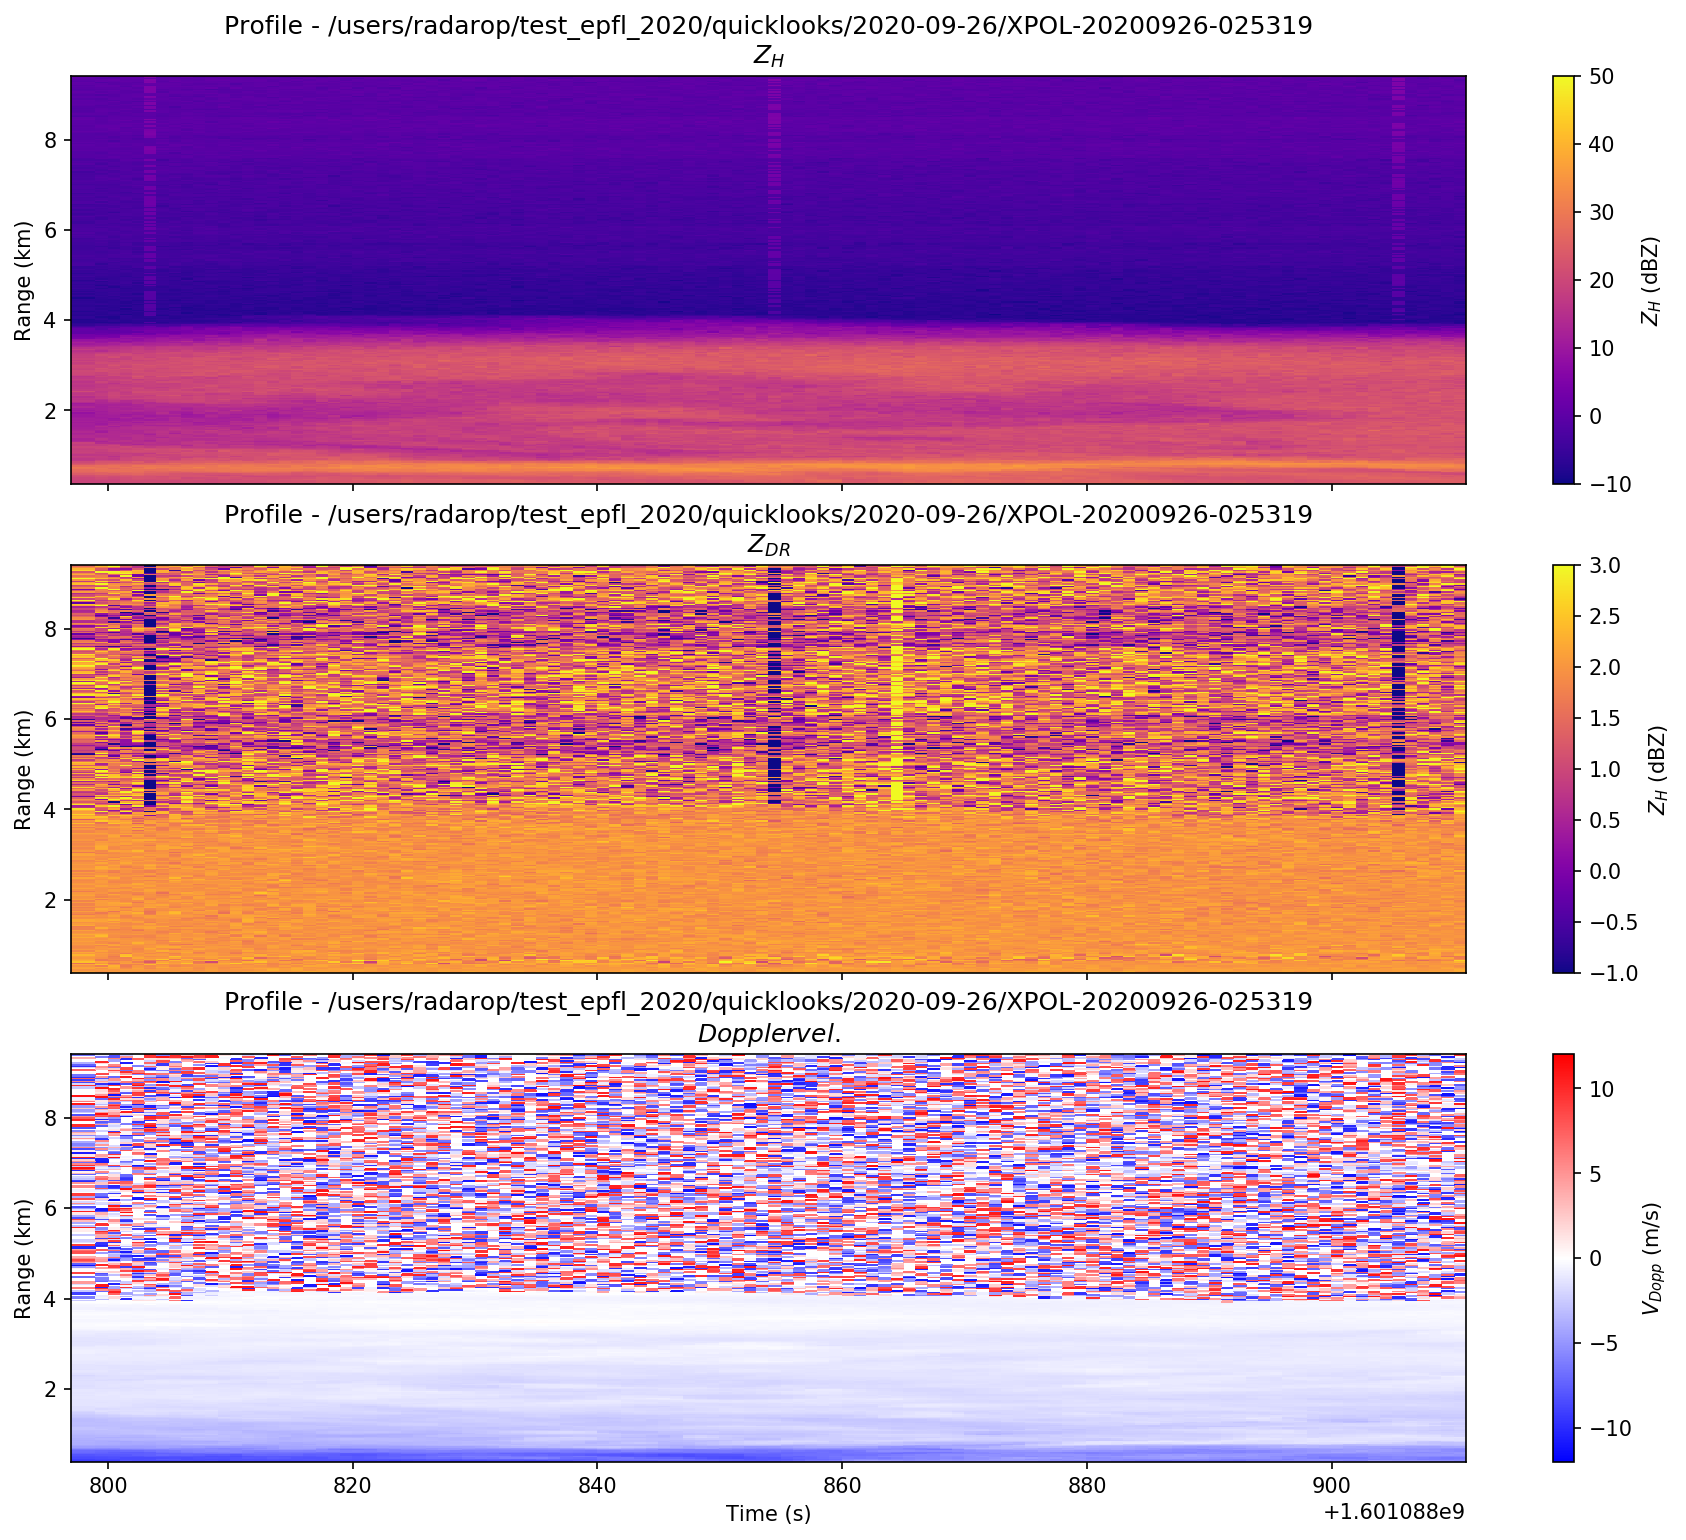 Profile - /users/radarop/test_epfl_2020/quicklooks/2020-09-26/XPOL-20200926-025319
Z_H
8
6
4
2
Range (km)
50
40
30
20
10
0
−10
Z_H (dBZ)
Profile - /users/radarop/test_epfl_2020/quicklooks/2020-09-26/XPOL-20200926-025319
Z_DR
8
6
4
2
Range (km)
3.0
2.5
2.0
1.5
1.0
0.5
0.0
−0.5
−1.0
Z_H (dBZ)
Profile - /users/radarop/test_epfl_2020/quicklooks/2020-09-26/XPOL-20200926-025319
Dopplervel.
8
6
4
2
Range (km)
800 820 840 860 880 900
Time (s)
+1.601088e9
10
5
0
−5
−10
V_Dopp (m/s)